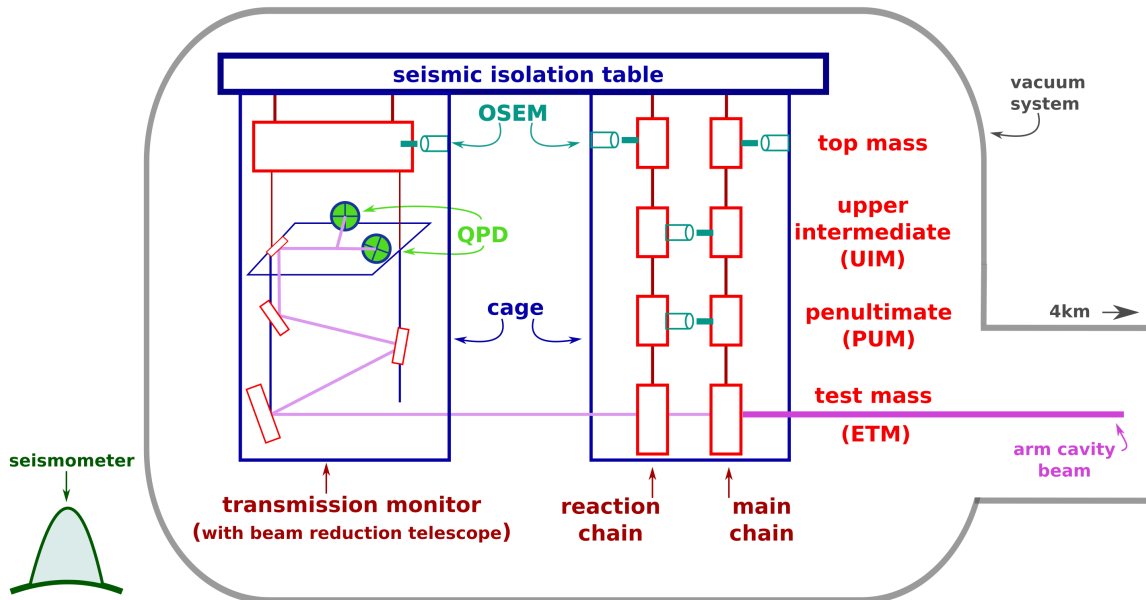 seismic isolation table
OSEM
vacuum
system
top mass
upper
intermediate
(UIM)
QPD
cage
penultimate
(PUM)
4km
test mass
(ETM)
arm cavity
beam
seismometer
transmission monitor
(with beam reduction telescope)
reaction
chain
main
chain